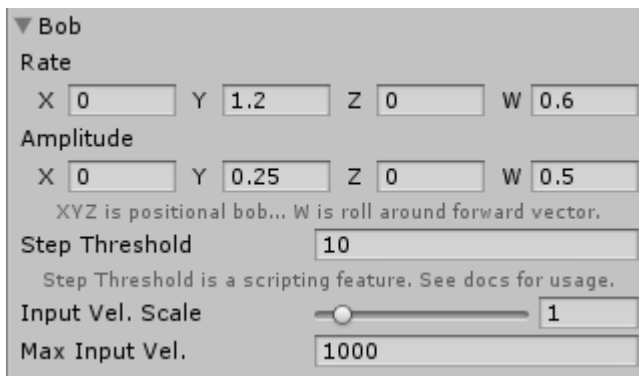 Bob
Rate
X 0 Y 1.2 Z 0 W 0.6
Amplitude
X 0 Y 0.25 Z 0 W 0.5
XYZ is positional bob... W is roll around forward vector.
Step Threshold 10
Step Threshold is a scripting feature. See docs for usage.
Input Vel. Scale 1
Max Input Vel. 1000